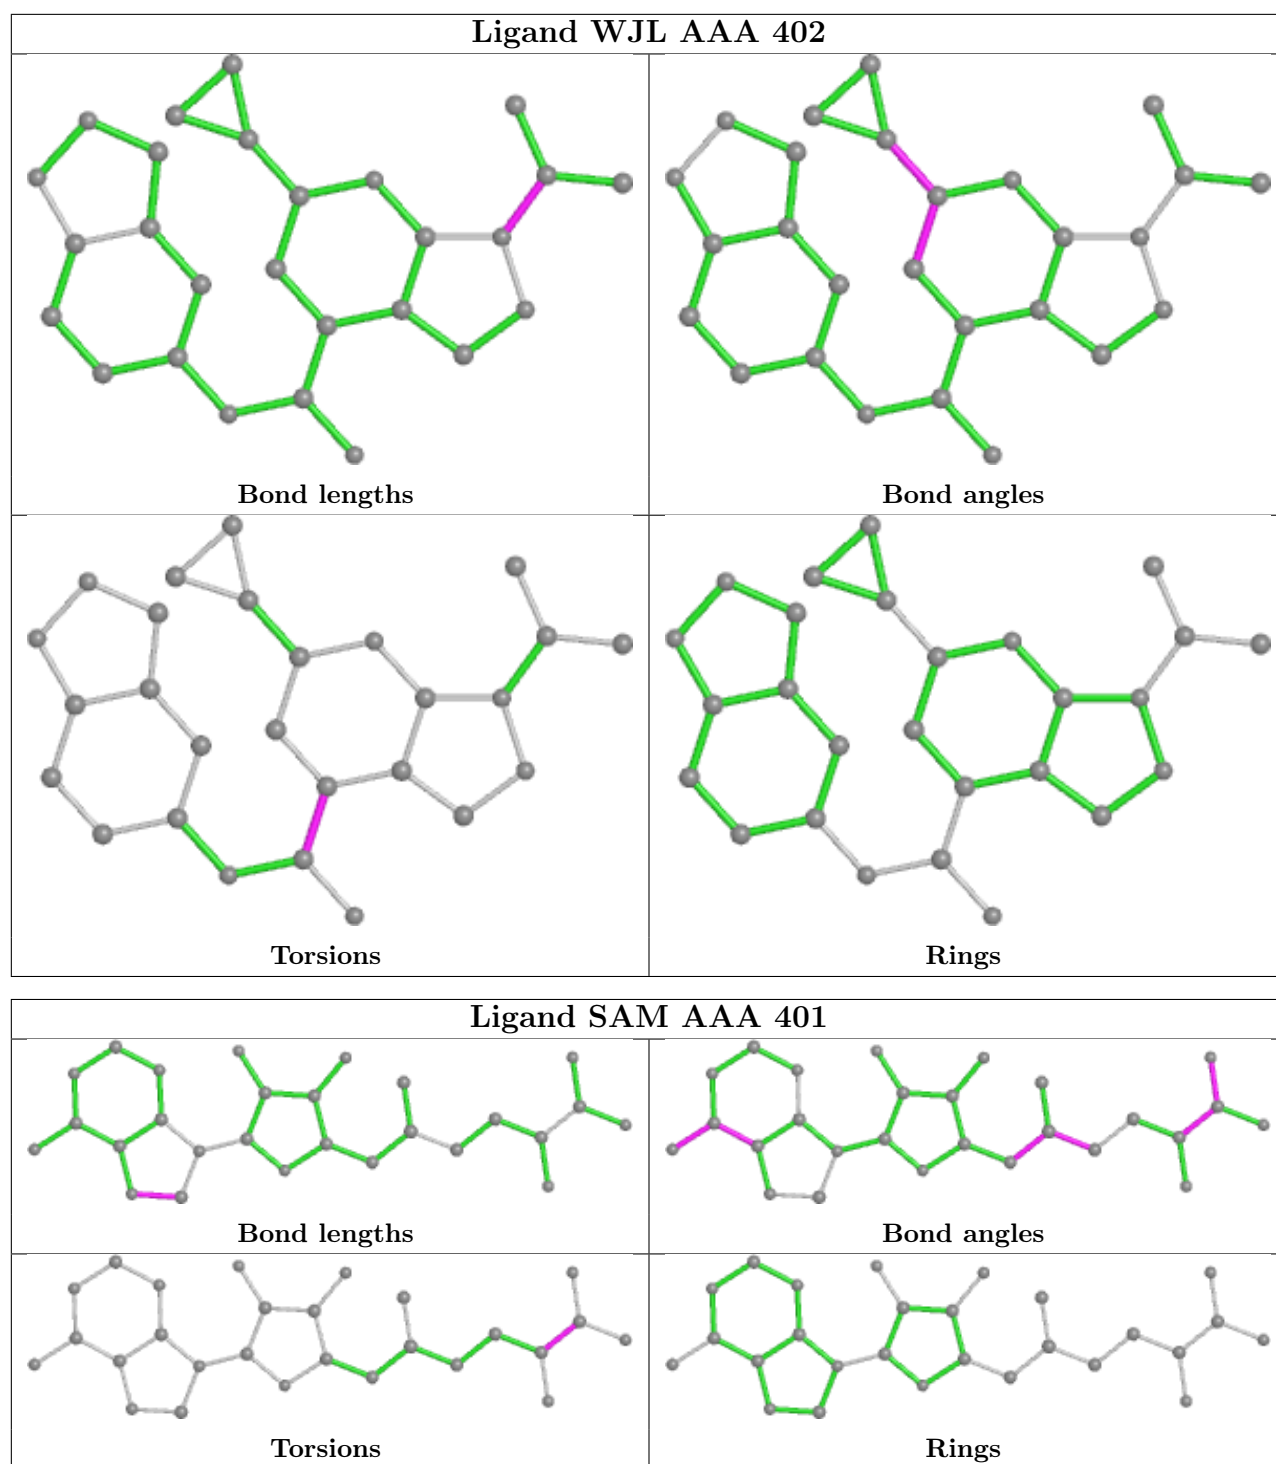 Ligand WJL AAA 402
Bond lengths
Bond angles
Torsions
Rings
Ligand SAM AAA 401
Bond lengths
Bond angles
Torsions
Rings